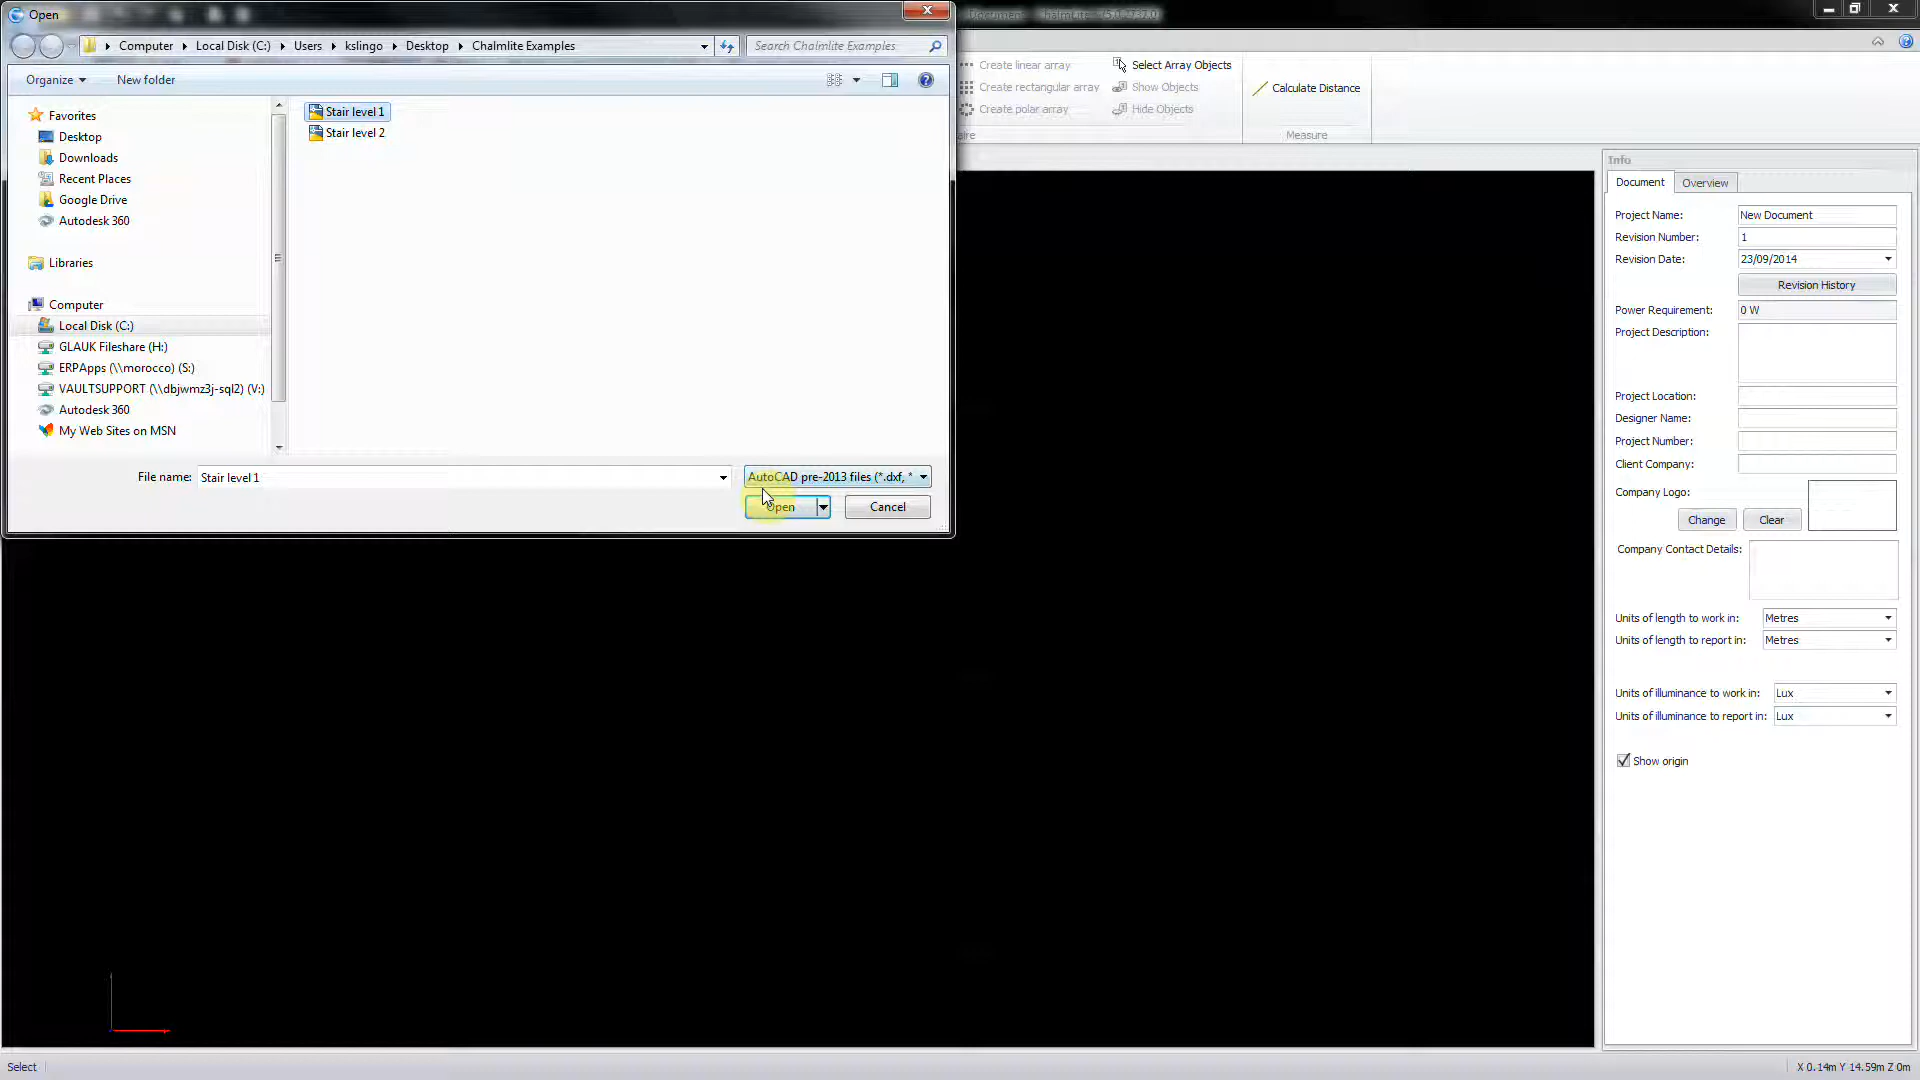 Open
Document - ChalmLite - (5.0.2737.0)
Computer Local Disk (C:) Users kslingo Desktop Chalmlite Examples
Search Chalmlite Examples
Organize
New folder
Favorites
Desktop
Downloads
Recent Places
Google Drive
Autodesk 360
Libraries
Computer
Local Disk (C:)
GLAUK Fileshare (H:)
ERPApps (\\morocco) (S:)
VAULTSUPPORT (\\dbjwmz3j-sql2) (V:)
Autodesk 360
My Web Sites on MSN
Stair level 1
Stair level 2
File name: Stair level 1
AutoCAD pre-2013 files (*.dxf, *
Open
Cancel
Create linear array
Create rectangular array
Create polar array
Select Array Objects
Show Objects
Hide Objects
aire
Calculate Distance
Measure
Info
Document
Overview
Project Name: New Document
Revision Number: 1
Revision Date: 23/09/2014
Revision History
Power Requirement: 0 W
Project Description:
Project Location:
Designer Name:
Project Number:
Client Company:
Company Logo:
Change
Clear
Company Contact Details:
Units of length to work in: Metres
Units of length to report in: Metres
Units of illuminance to work in: Lux
Units of illuminance to report in: Lux
Show origin
Select
X 0.14m Y 14.59m Z 0m